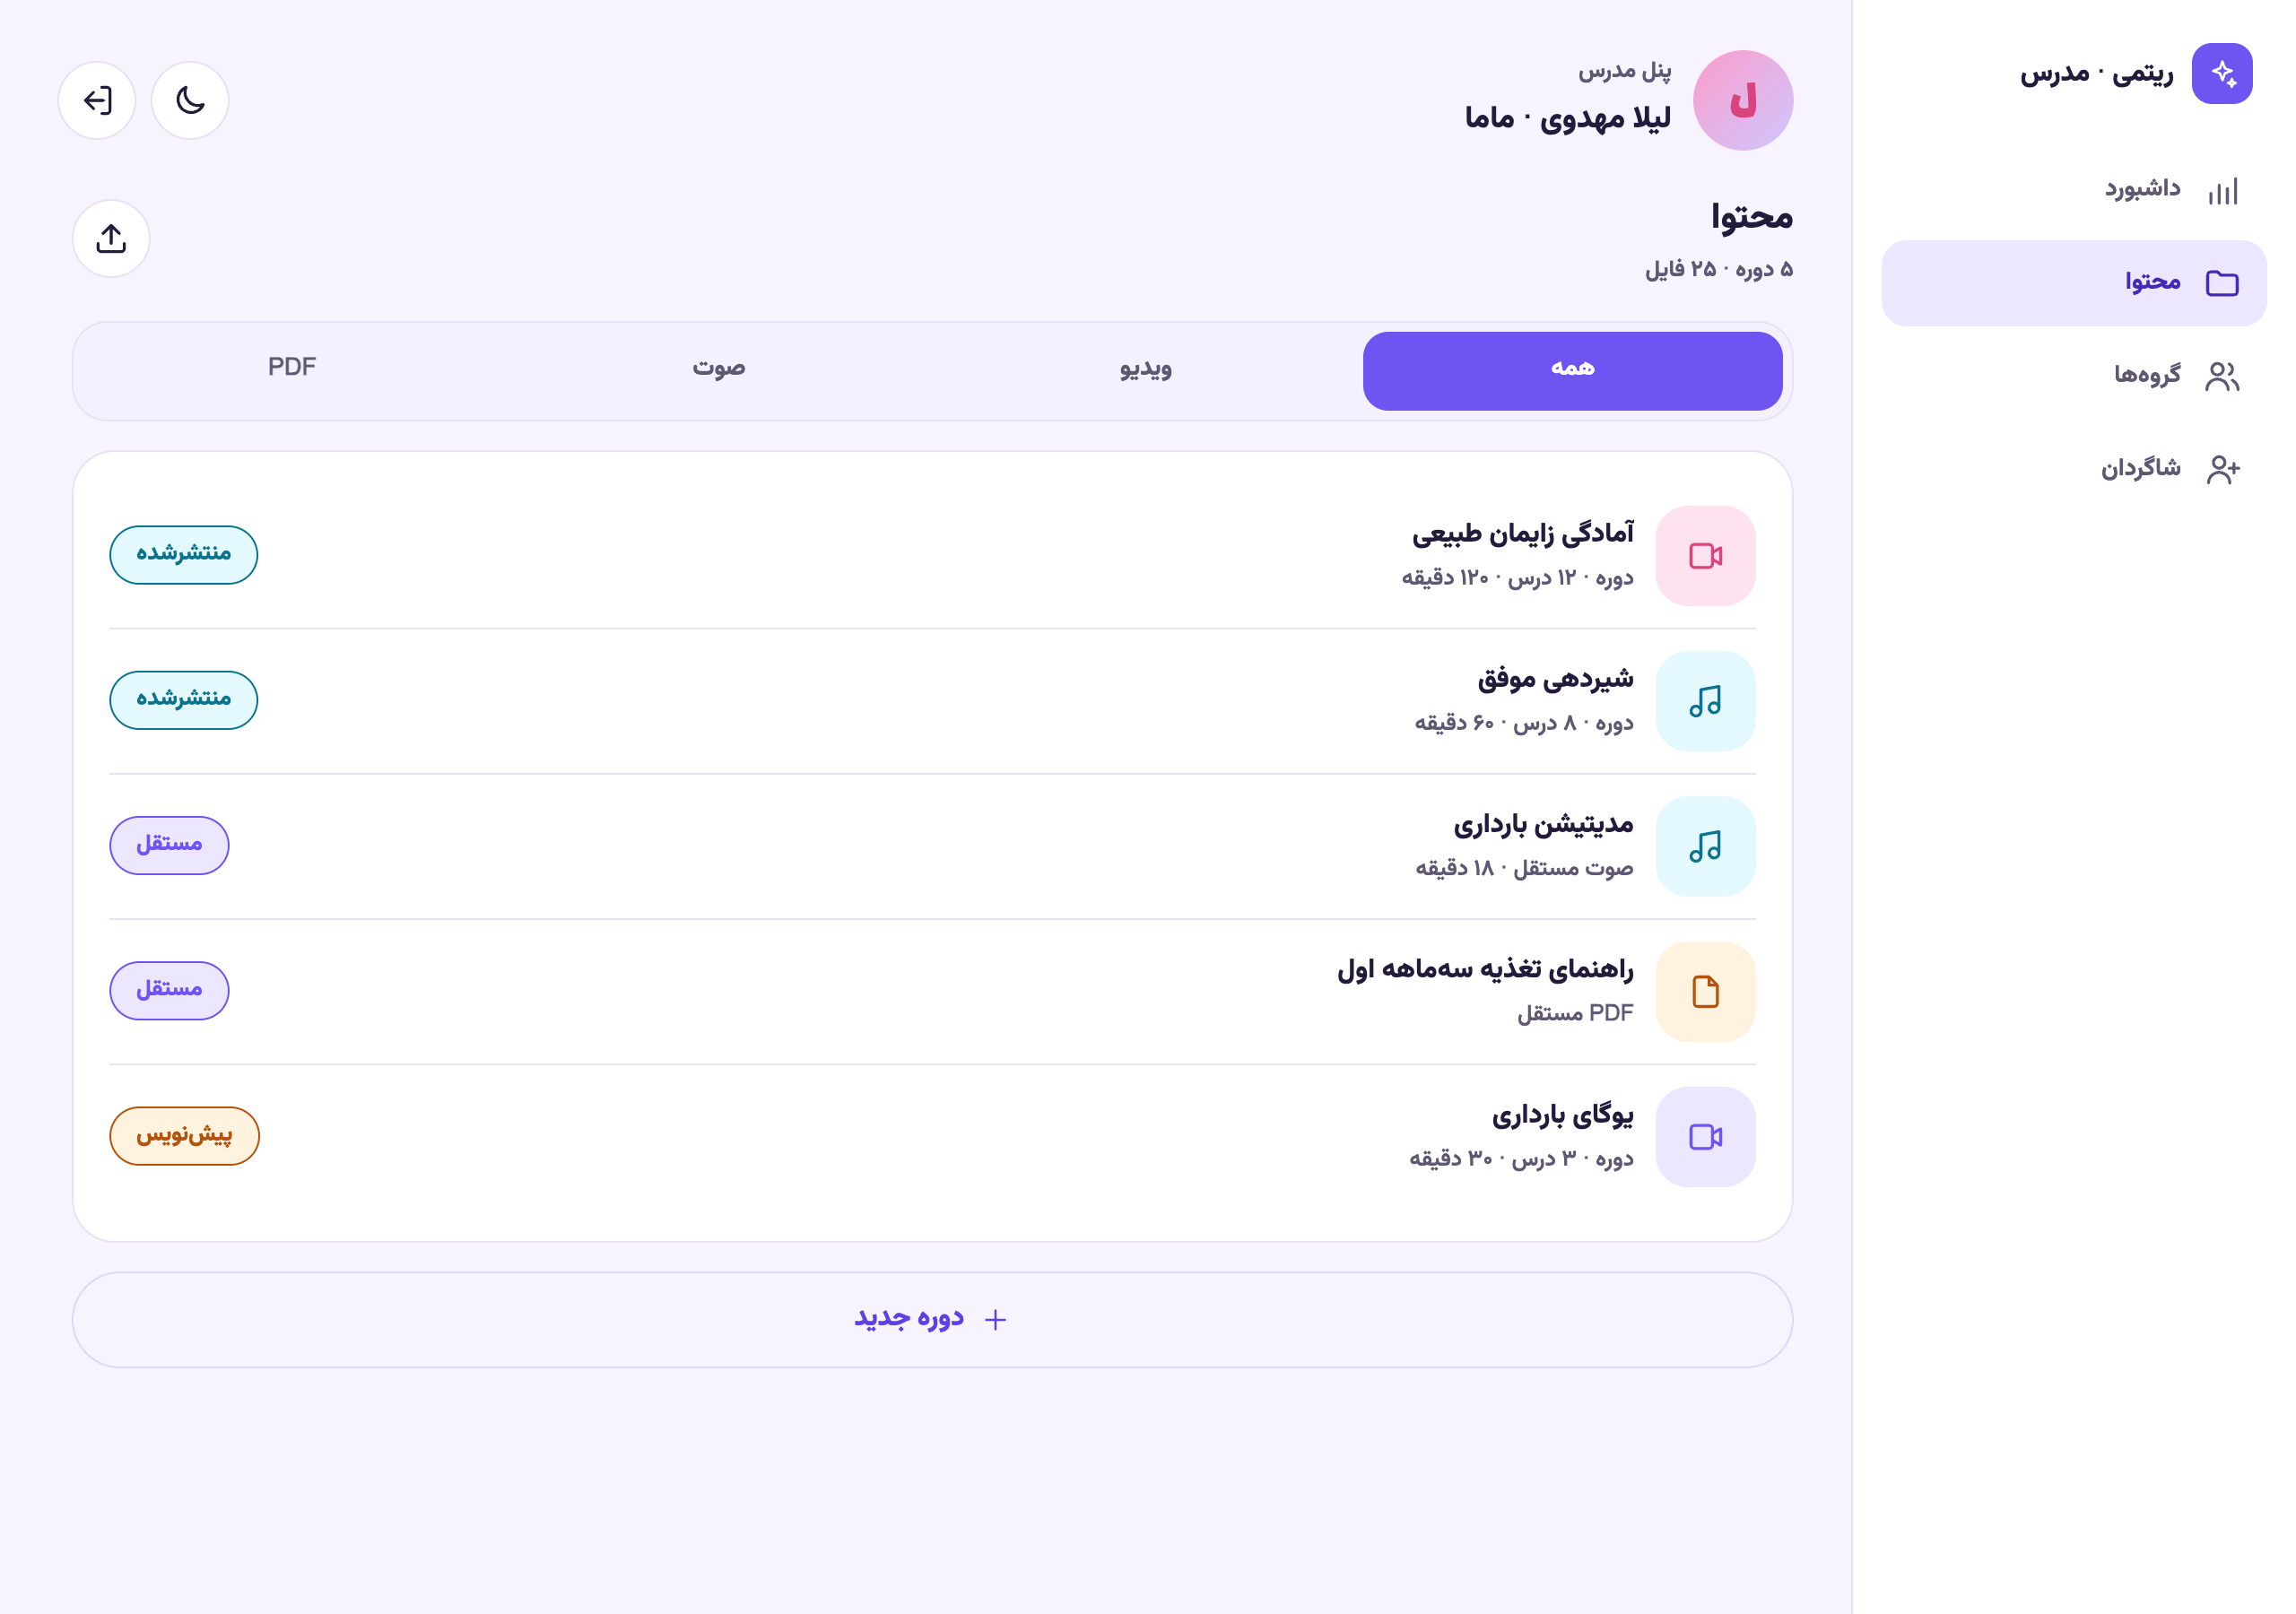 ریتمی · مدرس
داشبورد
محتوا
گروه‌ها
شاگردان
ل
پنل مدرس
لیلا مهدوی · ماما
محتوا
۵ دوره · ۲۵ فایل
همه
ویدیو
صوت
PDF
آمادگی زایمان طبیعی
دوره · ۱۲ درس · ۱۲۰ دقیقه
منتشرشده
شیردهی موفق
دوره · ۸ درس · ۶۰ دقیقه
منتشرشده
مدیتیشن بارداری
صوت مستقل · ۱۸ دقیقه
مستقل
راهنمای تغذیه سه‌ماهه اول
PDF مستقل
مستقل
یوگای بارداری
دوره · ۳ درس · ۳۰ دقیقه
پیش‌نویس
دوره جدید